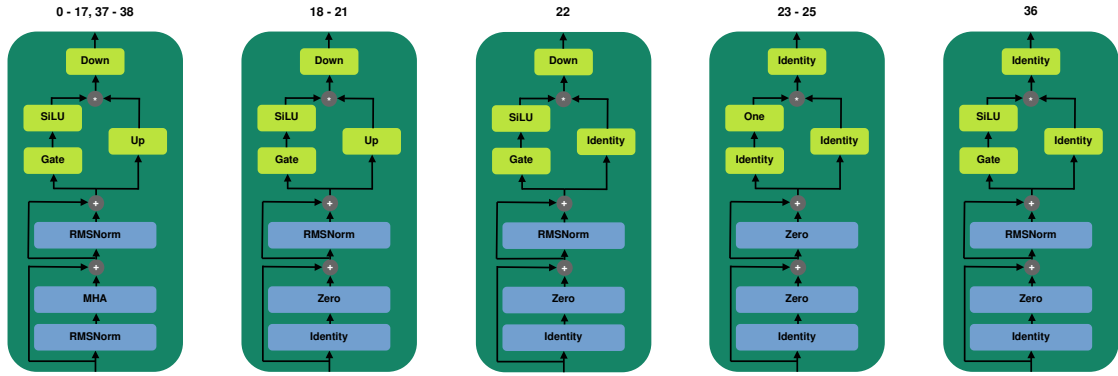 0 - 17, 37 - 38
Down
*
SiLU
Up
Gate
+
RMSNorm
+
MHA
RMSNorm
18 - 21
Down
*
SiLU
Up
Gate
+
RMSNorm
+
Zero
Identity
22
Down
*
SiLU
Identity
Gate
+
RMSNorm
+
Zero
Identity
23 - 25
Identity
*
One
Identity
Identity
+
Zero
+
Zero
Identity
36
Identity
*
SiLU
Identity
Gate
+
RMSNorm
+
Zero
Identity